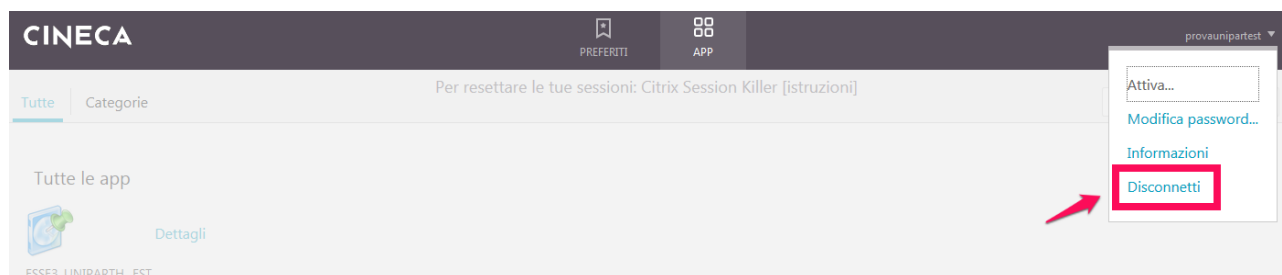 CINECA
PREFERITI
APP
provaunipartest
Tutte
Categorie
Per resettare le tue sessioni: Citrix Session Killer [istruzioni]
Attiva...
Modifica password...
Informazioni
Disconnetti
Tutte le app
Dettagli